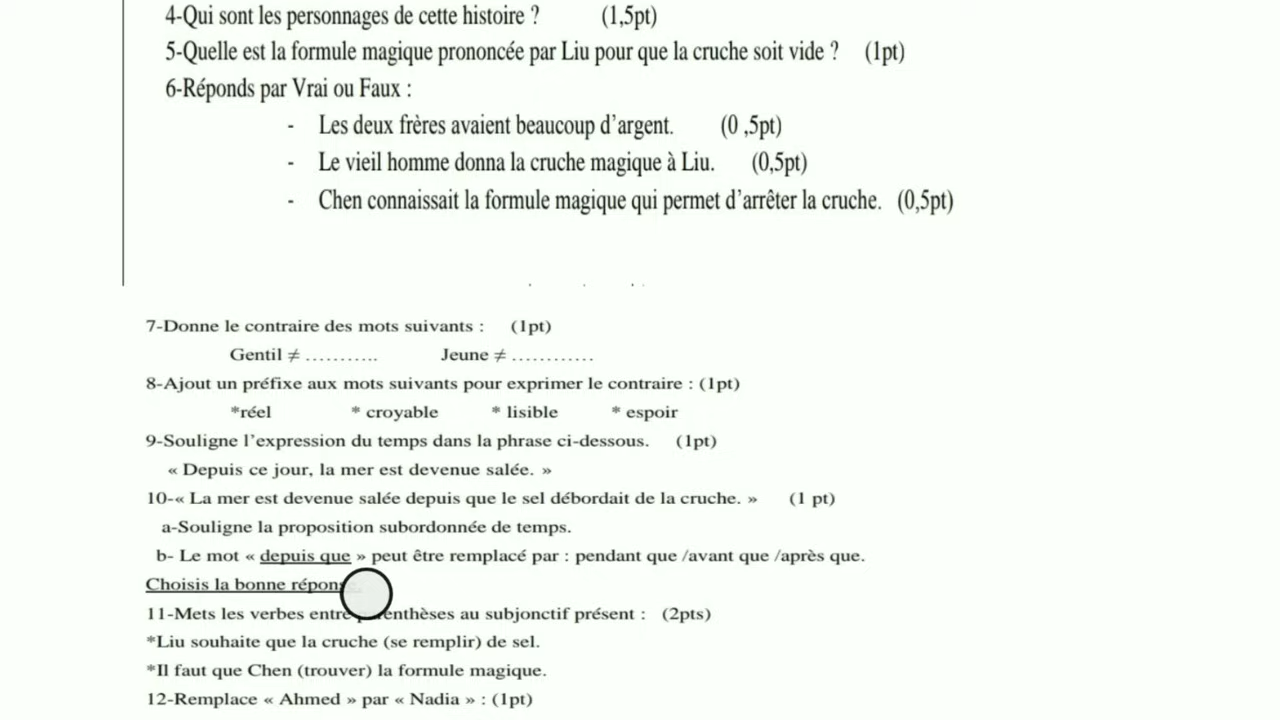 4-Qui sont les personnages de cette histoire ? (1,5pt)
5-Quelle est la formule magique prononcée par Liu pour que la cruche soit vide ? (1pt)
6-Réponds par Vrai ou Faux :
- Les deux frères avaient beaucoup d'argent. (0 ,5pt)
- Le vieil homme donna la cruche magique à Liu. (0,5pt)
- Chen connaissait la formule magique qui permet d'arrêter la cruche. (0,5pt)
7-Donne le contraire des mots suivants : (1pt)
Gentil ≠ ……….. Jeune ≠ …………
8-Ajout un préfixe aux mots suivants pour exprimer le contraire : (1pt)
*réel * croyable * lisible * espoir
9-Souligne l'expression du temps dans la phrase ci-dessous. (1pt)
« Depuis ce jour, la mer est devenue salée. »
10-« La mer est devenue salée depuis que le sel débordait de la cruche. » (1 pt)
a-Souligne la proposition subordonnée de temps.
b- Le mot « depuis que » peut être remplacé par : pendant que /avant que /après que.
Choisis la bonne
11-Mets les verbes entre parenthèses au subjonctif présent : (2pts)
*Liu souhaite que la cruche (se remplir) de sel.
*Il faut que Chen (trouver) la formule magique.
12-Remplace « Ahmed » par « Nadia » : (1pt)